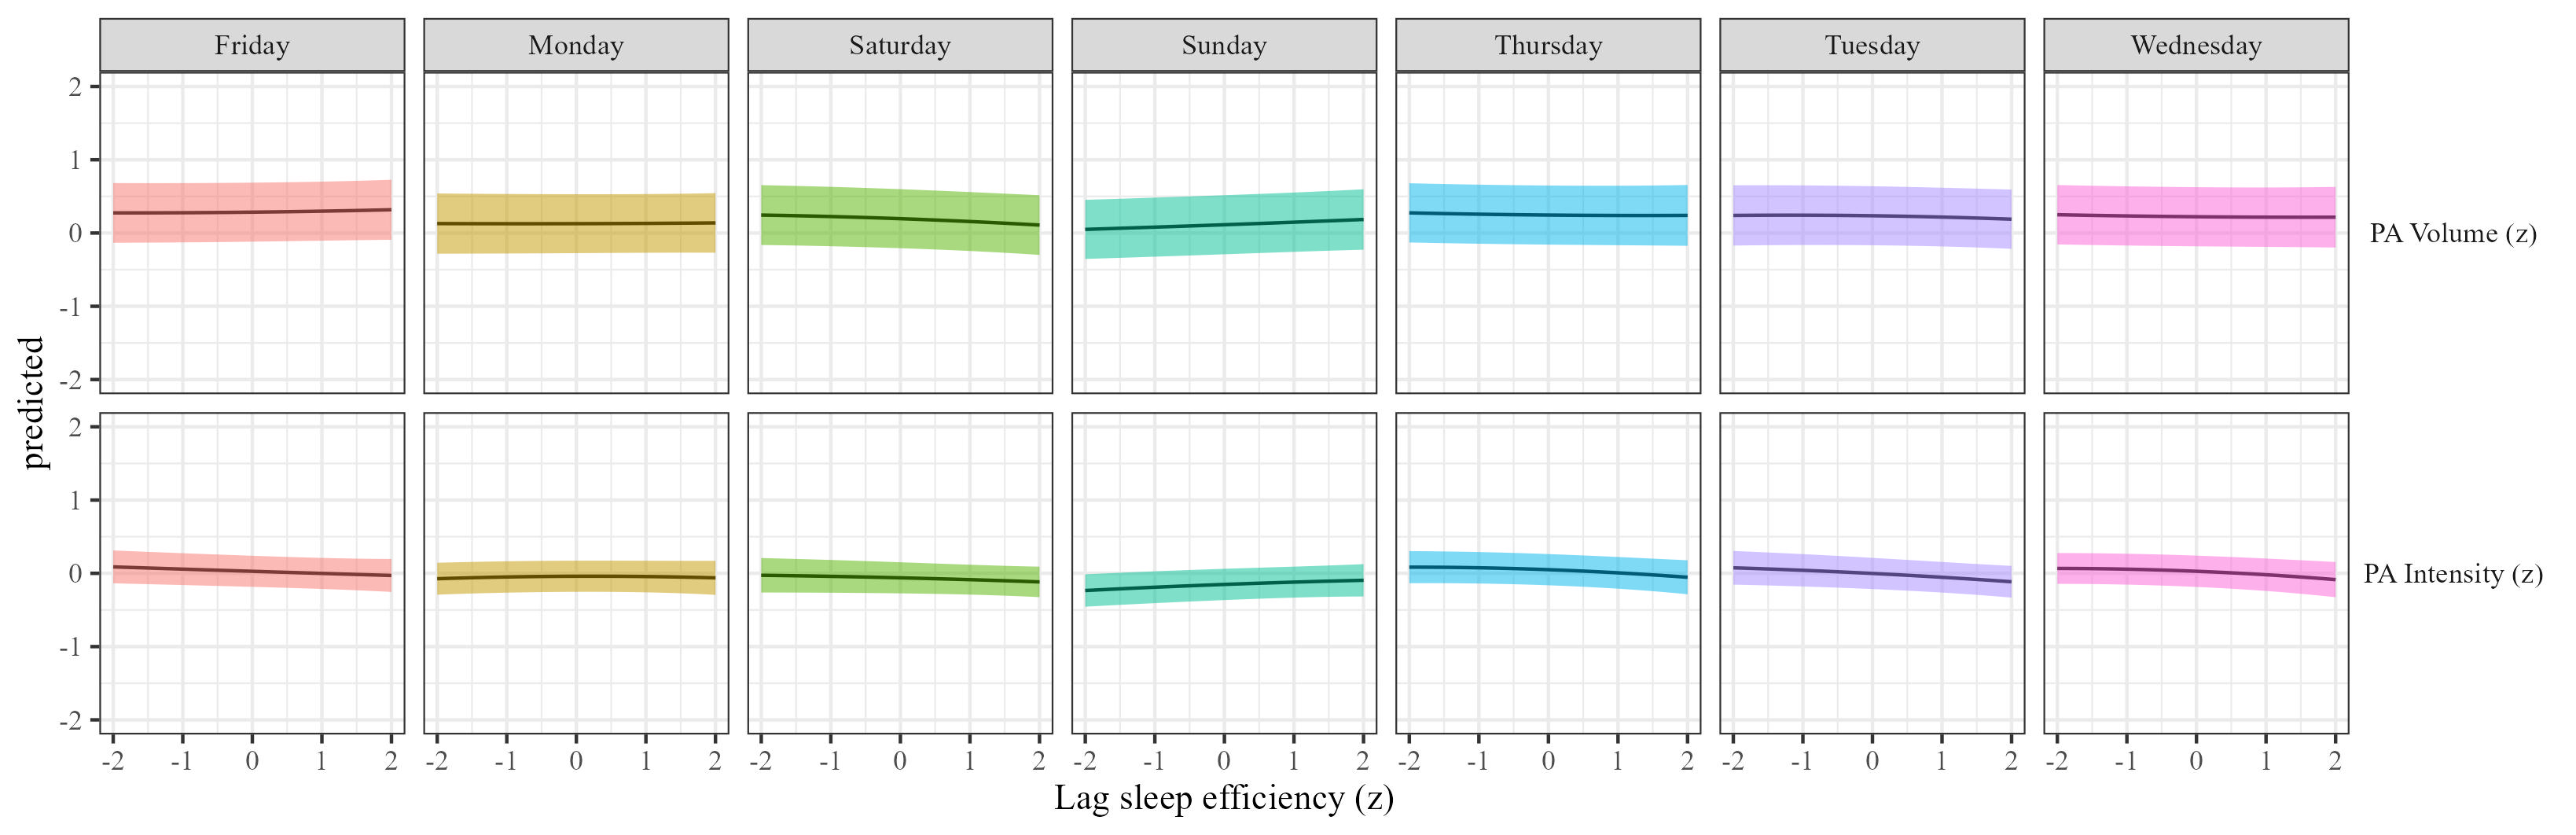 Friday Monday Saturday Sunday Thursday Tuesday Wednesday
2
1
0
-1
-2
PA Volume (z)
predicted
2
1
0
-1
-2
PA Intensity (z)
-2 -1 0 1 2 -2 -1 0 1 2 -2 -1 0 1 2 -2 -1 0 1 2 -2 -1 0 1 2 -2 -1 0 1 2 -2 -1 0 1 2
Lag sleep efficiency (z)